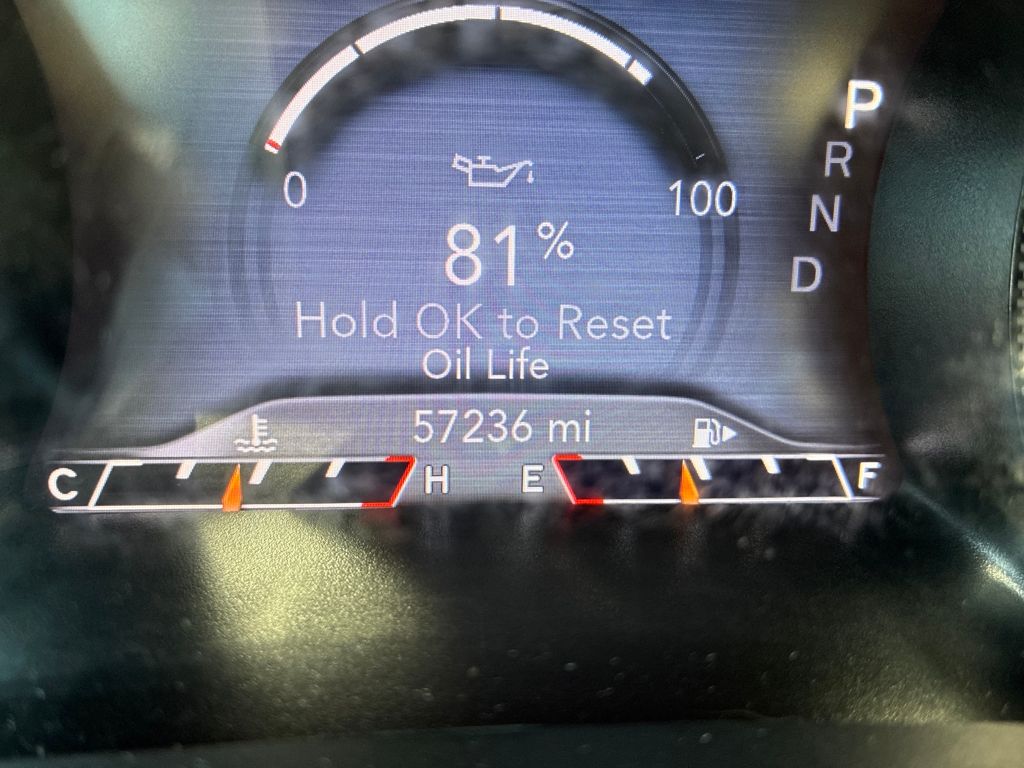 0
100
81%
Hold OK to Reset
Oil Life
57236 mi
C H E F
P
R
N
D